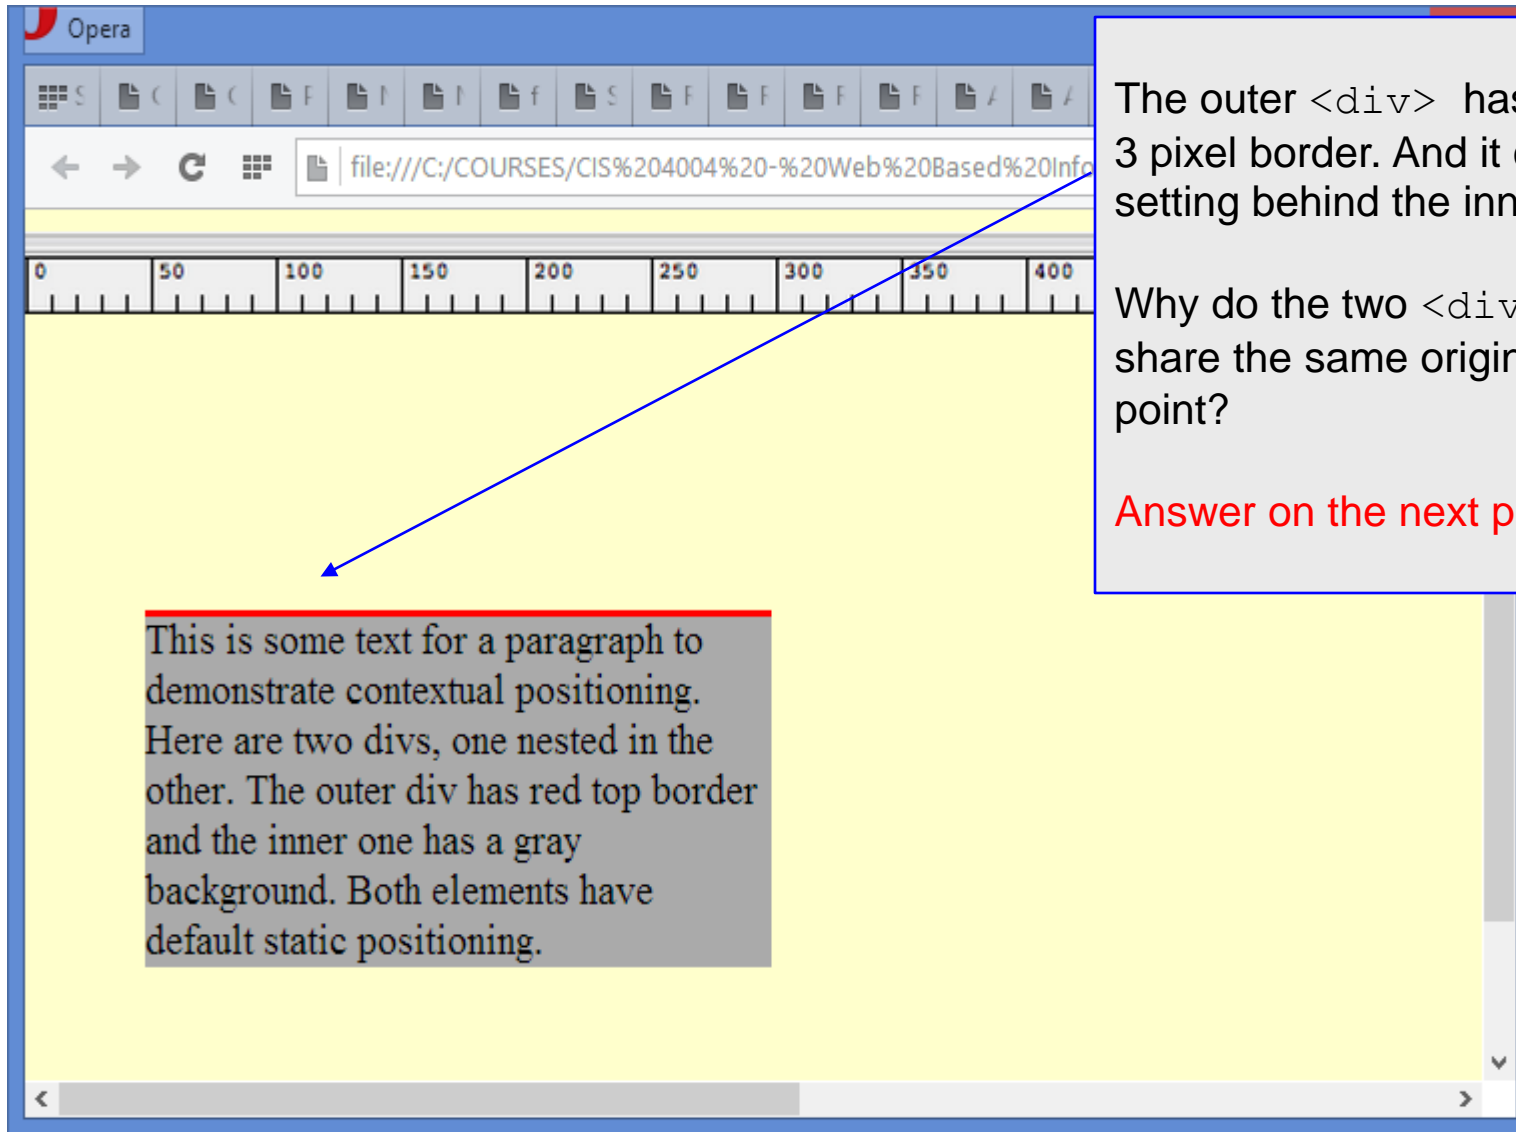 Opera
S
file:///C:/COURSES/CIS%204004%20-%20Web%20Based%20Info
0 50 100 150 200 250 300 350 400
The outer <div> has
3 pixel border. And it
setting behind the inn
Why do the two <div
share the same origin
point?
Answer on the next p
This is some text for a paragraph to
demonstrate contextual positioning.
Here are two divs, one nested in the
other. The outer div has red top border
and the inner one has a gray
background. Both elements have
default static positioning.